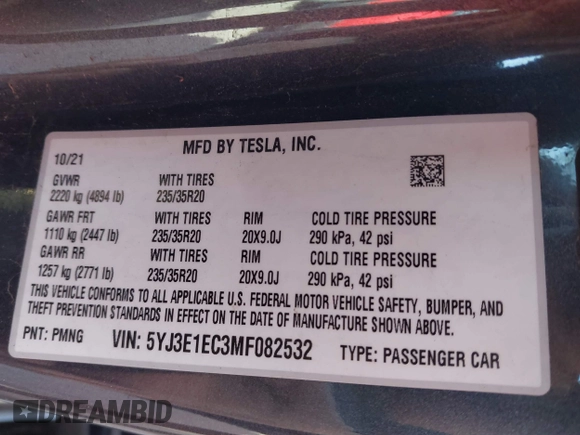 MFD BY TESLA, INC.
10/21
GVWR WITH TIRES
2220 kg (4894 lb) 235/35R20
GAWR FRT WITH TIRES RIM COLD TIRE PRESSURE
1110 kg (2447 lb) 235/35R20 20X9.0J 290 kPa, 42 psi
GAWR RR WITH TIRES RIM COLD TIRE PRESSURE
1257 kg (2771 lb) 235/35R20 20X9.0J 290 kPa, 42 psi
THIS VEHICLE CONFORMS TO ALL APPLICABLE U.S. FEDERAL MOTOR VEHICLE SAFETY, BUMPER, AND
THEFT PREVENTION STANDARDS IN EFFECT ON THE DATE OF MANUFACTURE SHOWN ABOVE.
PNT: PMNG VIN: 5YJ3E1EC3MF082532 TYPE: PASSENGER CAR
DREAMBID